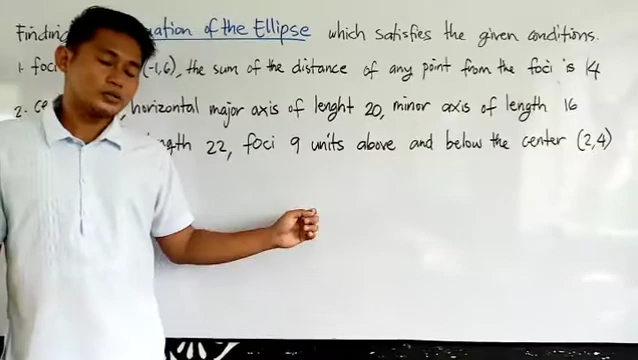 Finding uation of the Ellipse which satisfies the given conditions.
1. foci (-1,6), the sum of the distance of any point from the foci is 14
2. ce , horizontal major axis of lenght 20, minor axis of length 16
ngth 22, foci 9 units above and below the center (2,4)